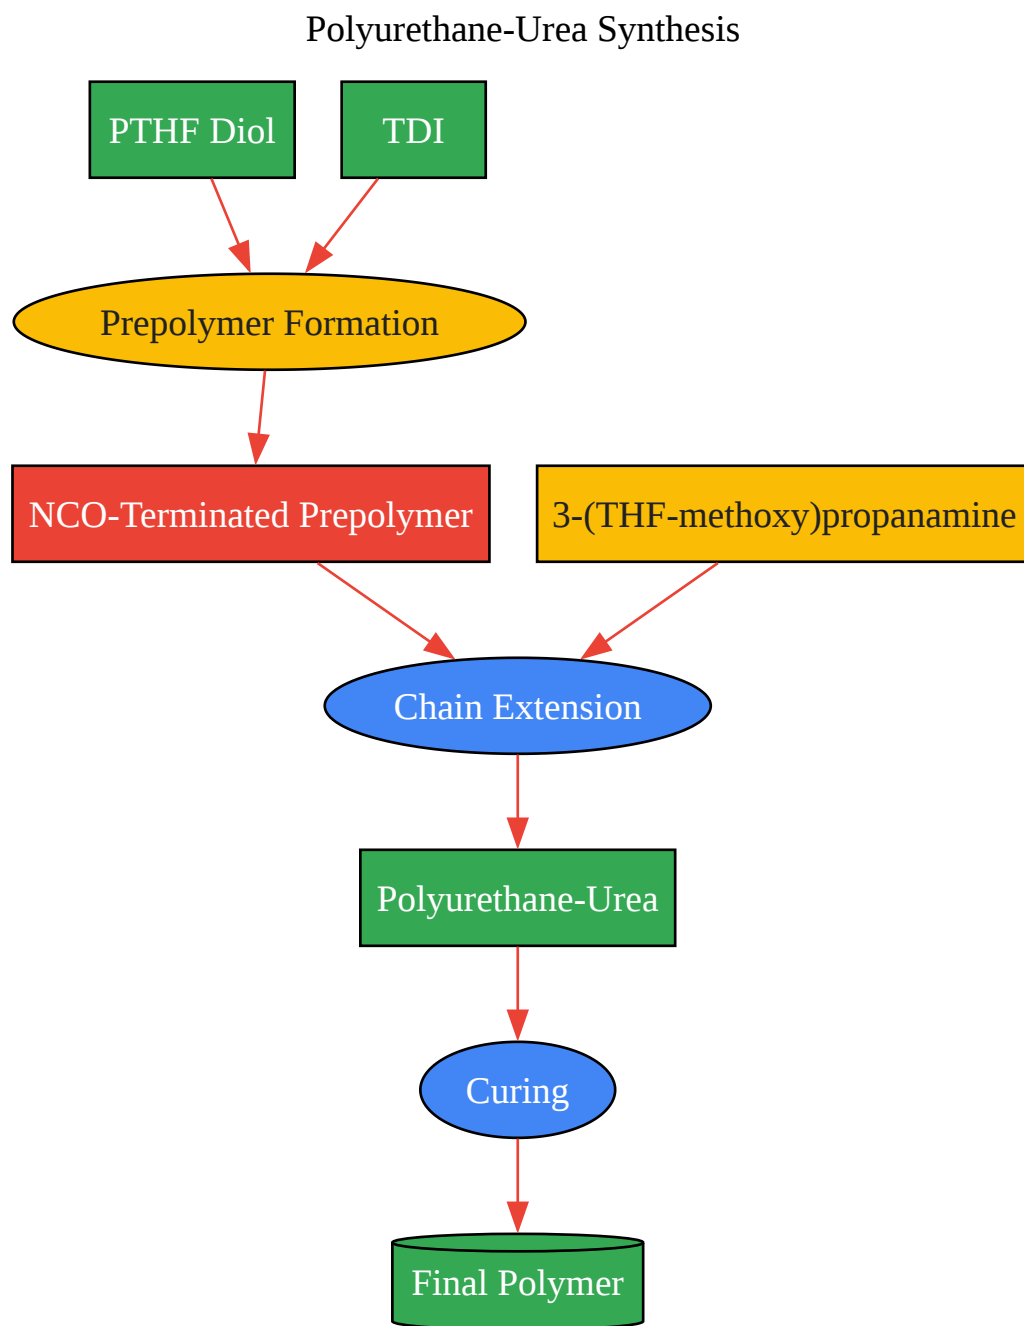 Polyurethane-Urea Synthesis
PTHF Diol
TDI
Prepolymer Formation
NCO-Terminated Prepolymer
3-(THF-methoxy)propanamine
Chain Extension
Polyurethane-Urea
Curing
Final Polymer